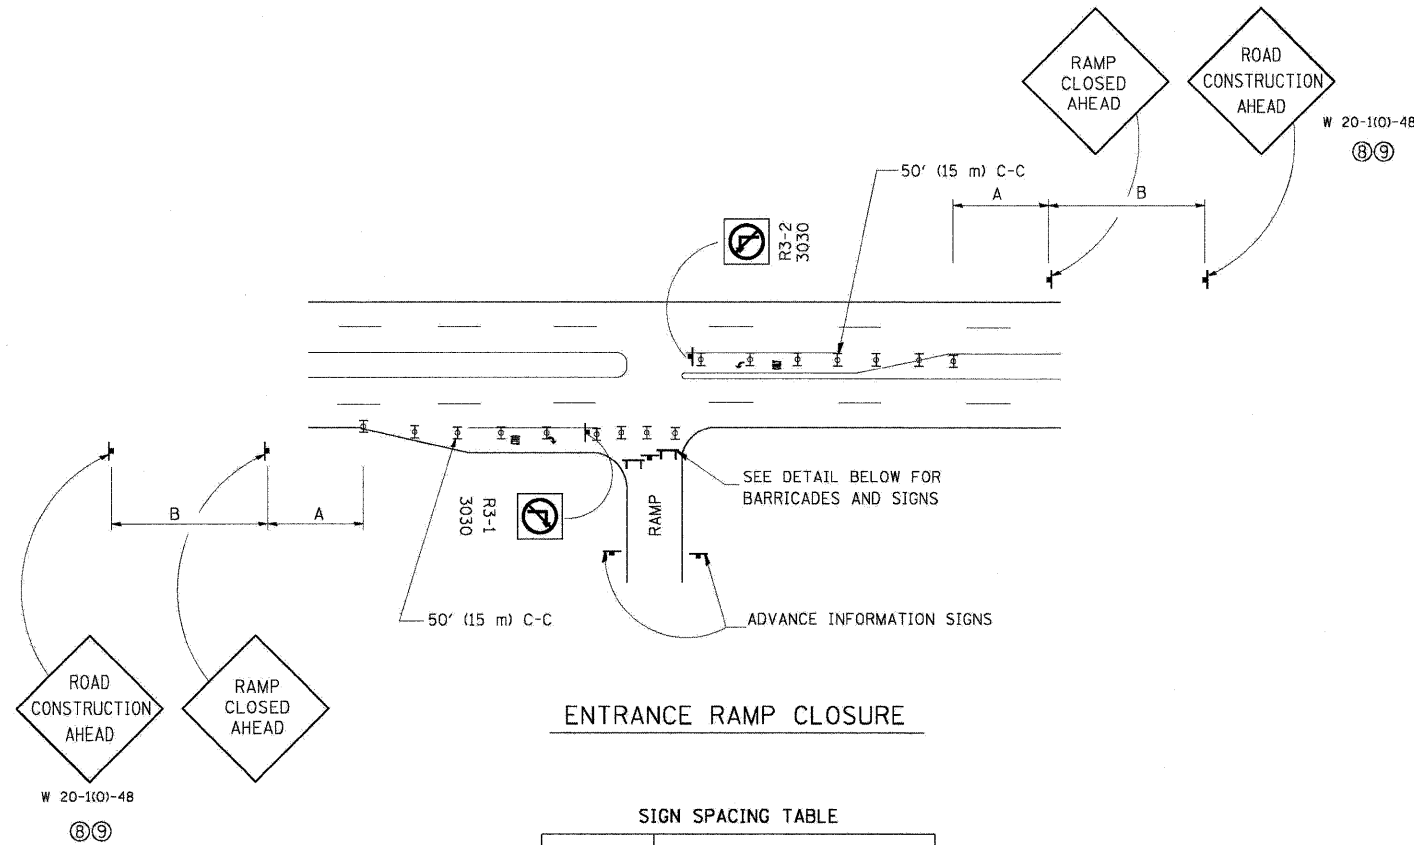 RAMP
CLOSED
AHEAD
ROAD
CONSTRUCTION
AHEAD
W 20-1(O)-48
⑧⑨
50' (15 m) C-C
A
B
R3-2
3030
SEE DETAIL BELOW FOR
BARRICADES AND SIGNS
B
A
R3-1
3030
RAMP
50' (15 m) C-C
ADVANCE INFORMATION SIGNS
ROAD
CONSTRUCTION
AHEAD
RAMP
CLOSED
AHEAD
W 20-1(O)-48
⑧⑨
ENTRANCE RAMP CLOSURE
SIGN SPACING TABLE